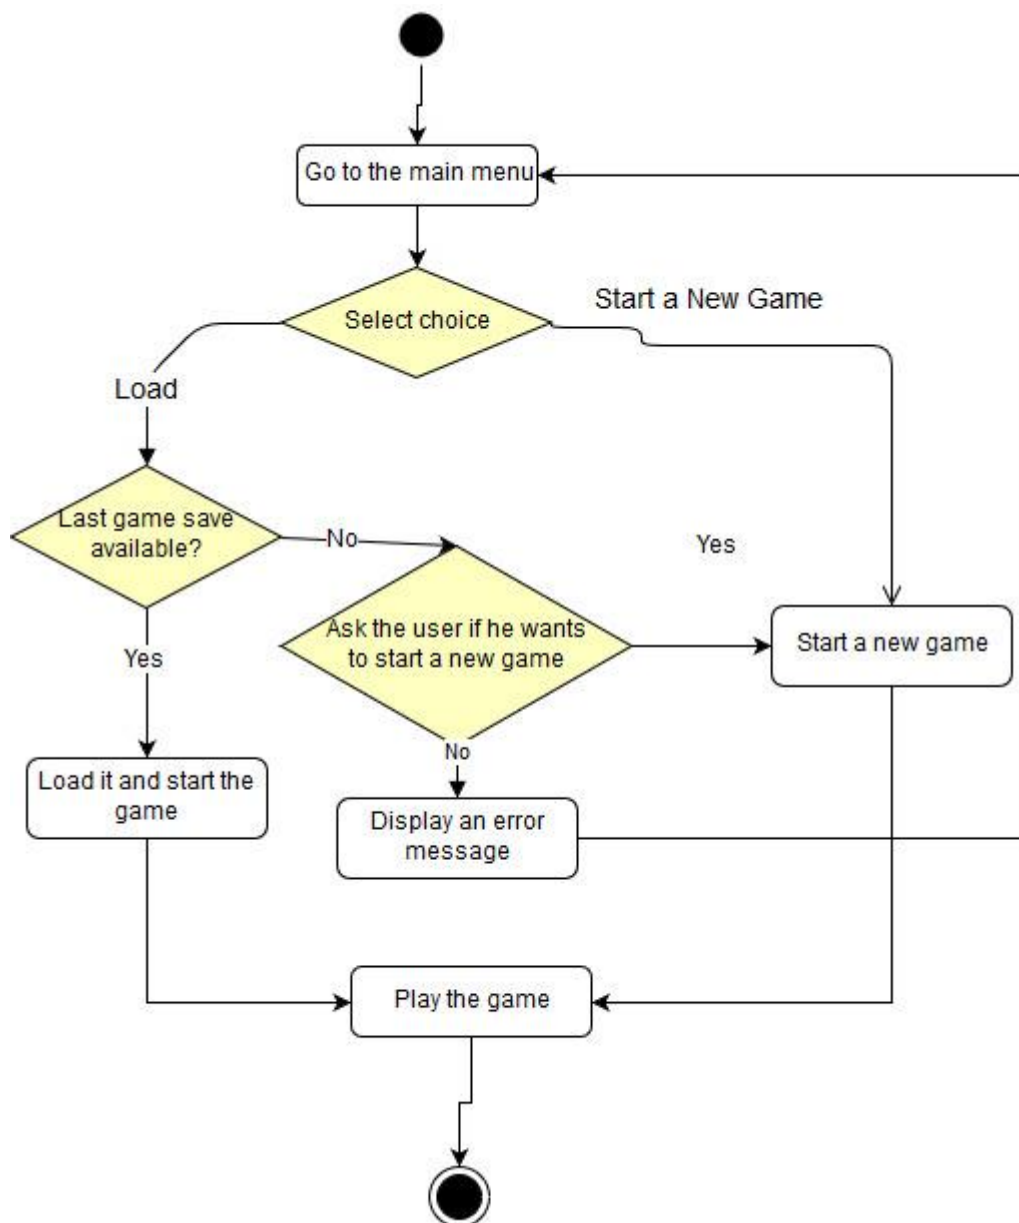 Go to the main menu
Select choice
Start a New Game
Load
Last game save
available?
No
Yes
Ask the user if he wants
to start a new game
Start a new game
Yes
No
Load it and start the
game
Display an error
message
Play the game